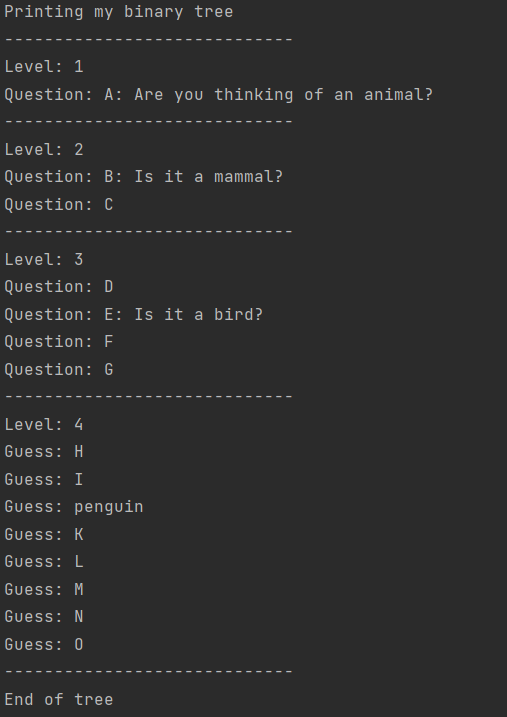 Printing my binary tree
-----------------------------
Level: 1
Question: A: Are you thinking of an animal?
-----------------------------
Level: 2
Question: B: Is it a mammal?
Question: C
-----------------------------
Level: 3
Question: D
Question: E: Is it a bird?
Question: F
Question: G
-----------------------------
Level: 4
Guess: H
Guess: I
Guess: penguin
Guess: K
Guess: L
Guess: M
Guess: N
Guess: O
-----------------------------
End of tree